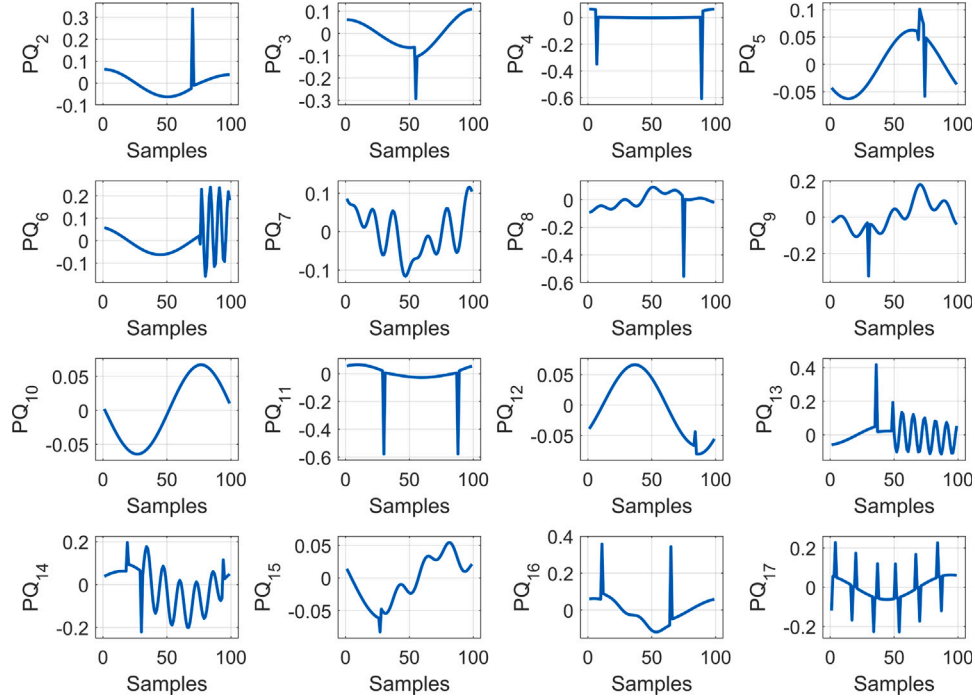 PQ2
0.3
0.2
0.1
0
-0.1
0 50 100
Samples
PQ3
0.1
0
-0.1
-0.2
-0.3
0 50 100
Samples
PQ4
0
-0.2
-0.4
-0.6
0 50 100
Samples
PQ5
0.1
0.05
0
-0.05
0 50 100
Samples
PQ6
0.2
0.1
0
-0.1
0 50 100
Samples
PQ7
0.1
0
-0.1
0 50 100
Samples
PQ8
0
-0.2
-0.4
-0.6
0 50 100
Samples
PQ9
0.2
0
-0.2
0 50 100
Samples
PQ10
0.05
0
-0.05
0 50 100
Samples
PQ11
0
-0.2
-0.4
-0.6
0 50 100
Samples
PQ12
0.05
0
-0.05
0 50 100
Samples
PQ13
0.4
0.2
0
0 50 100
Samples
PQ14
0.2
0
-0.2
0 50 100
Samples
PQ15
0.05
0
-0.05
0 50 100
Samples
PQ16
0.4
0.2
0
0 50 100
Samples
PQ17
0.2
0
-0.2
0 50 100
Samples